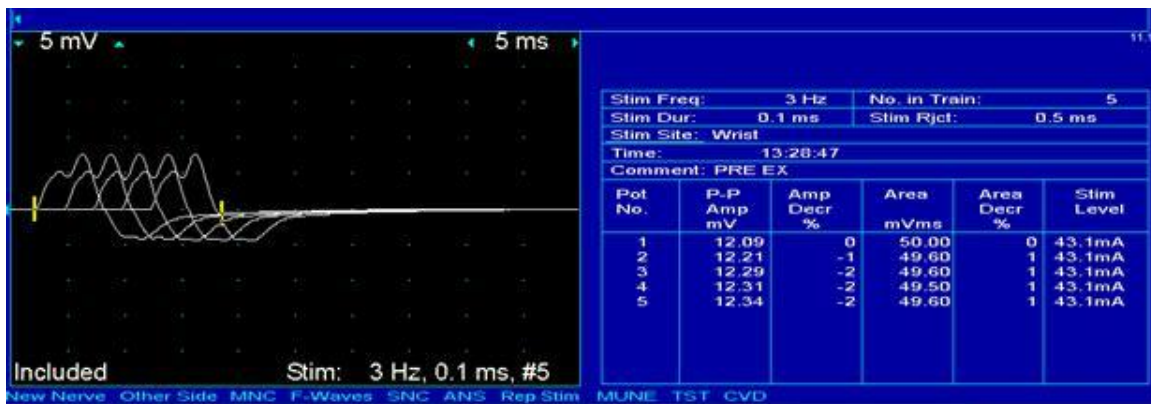 5 mV
5 ms
Stim Freq: 3 Hz No. in Train: 5
Stim Dur: 0.1 ms Stim Rjct: 0.5 ms
Stim Site: Wrist
Time: 13:28:47
Comment: PRE EX
Pot No. P-P Amp mV Amp Decr % Area mVms Area Decr % Stim Level
1 12.09 0 50.00 0 43.1mA
2 12.21 -1 49.60 1 43.1mA
3 12.29 -2 49.60 1 43.1mA
4 12.31 -2 49.50 1 43.1mA
5 12.34 -2 49.60 1 43.1mA
Included Stim: 3 Hz, 0.1 ms, #5
New Nerve Other Side MNC F-Waves SNC ANS Rep Stim MUNE TST CVD